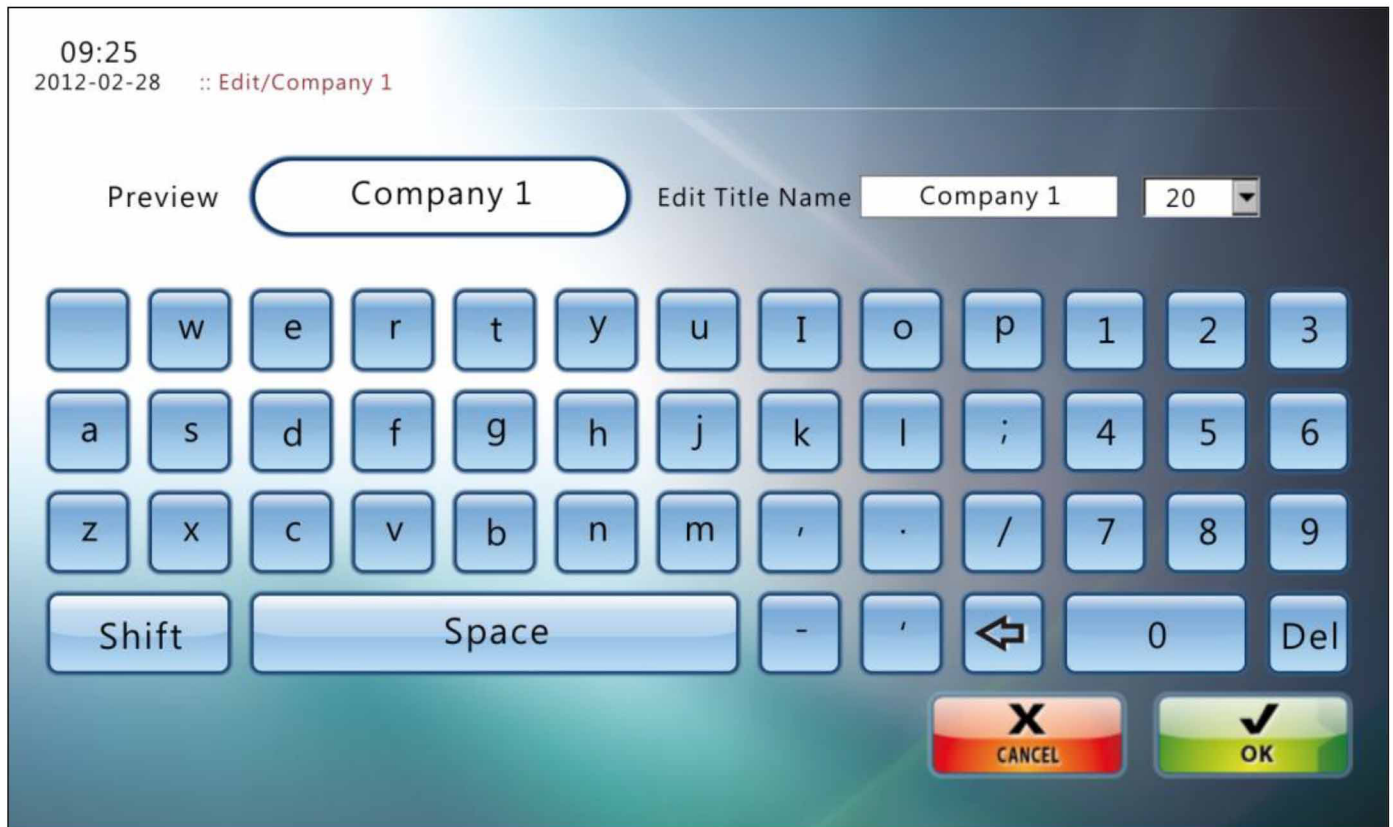 09:25
2012-02-28 :: Edit/Company 1
Preview Company 1 Edit Title Name Company 1 20
w e r t y u I o p 1 2 3
a s d f g h j k l ; 4 5 6
z x c v b n m , . / 7 8 9
Shift Space - ' 0 Del
X ✓
CANCEL OK